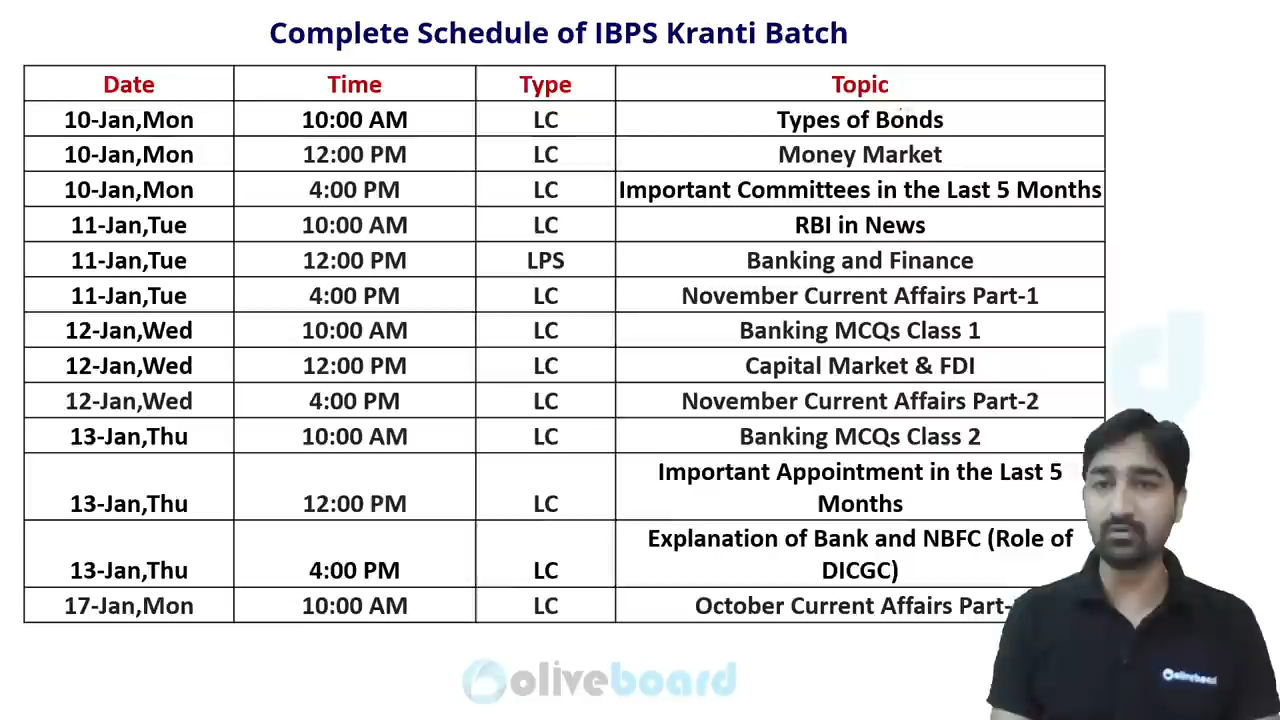 Complete Schedule of IBPS Kranti Batch
Date Time Type Topic
10-Jan,Mon 10:00 AM LC Types of Bonds
10-Jan,Mon 12:00 PM LC Money Market
10-Jan,Mon 4:00 PM LC Important Committees in the Last 5 Months
11-Jan,Tue 10:00 AM LC RBI in News
11-Jan,Tue 12:00 PM LPS Banking and Finance
11-Jan,Tue 4:00 PM LC November Current Affairs Part-1
12-Jan,Wed 10:00 AM LC Banking MCQs Class 1
12-Jan,Wed 12:00 PM LC Capital Market & FDI
12-Jan,Wed 4:00 PM LC November Current Affairs Part-2
13-Jan,Thu 10:00 AM LC Banking MCQs Class 2
Important Appointment in the Last 5
13-Jan,Thu 12:00 PM LC Months
Explanation of Bank and NBFC (Role of
13-Jan,Thu 4:00 PM LC DICGC)
17-Jan,Mon 10:00 AM LC October Current Affairs Part-
oliveboard
oliveboard